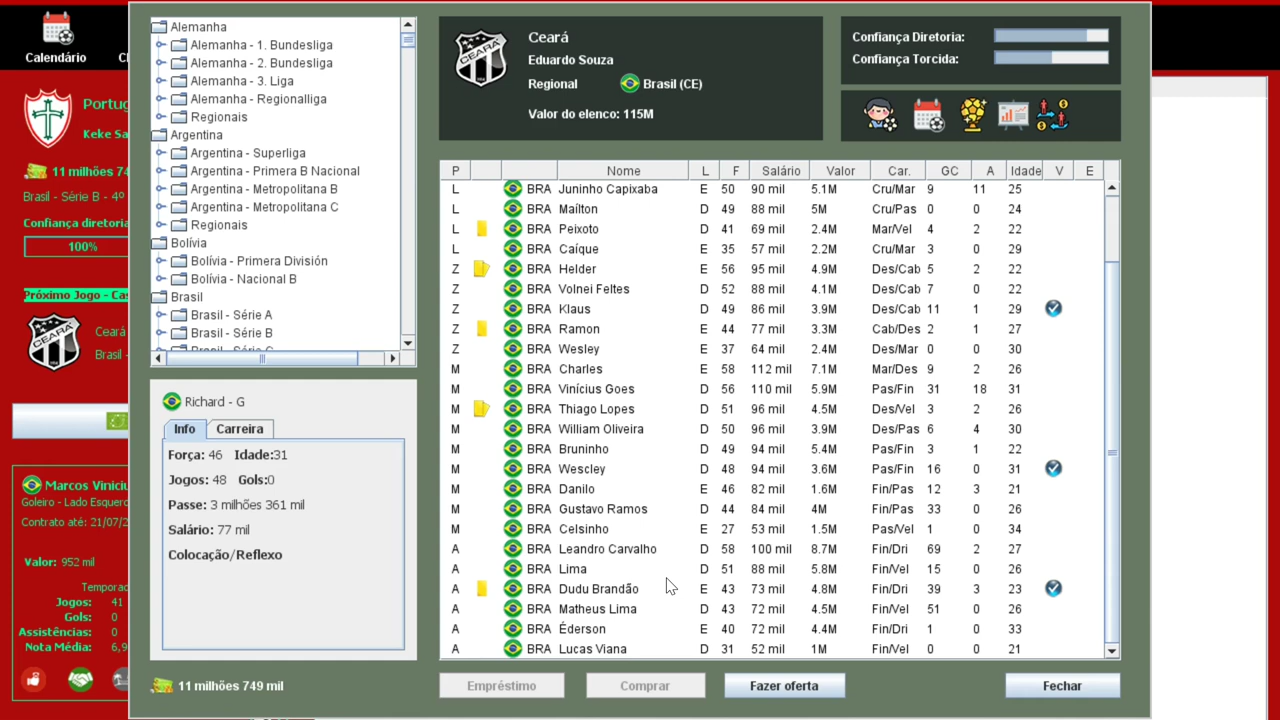 Calendário
Portug
Keke Sa
11 milhões 749
Brasil - Série B - 4º
Confiança diretoria
100%
Próximo Jogo - Cas
CEARÁ
Ceará
Brasil -
Marcos Viniciu
Goleiro - Lado Esquero
Contrato até: 21/07/2
Valor: 952 mil
Temporac
Jogos: 41
Gols: 0
Assistências: 0
Nota Média: 6,9
Alemanha
Alemanha - 1. Bundesliga
Alemanha - 2. Bundesliga
Alemanha - 3. Liga
Alemanha - Regionalliga
Regionais
Argentina
Argentina - Superliga
Argentina - Primera B Nacional
Argentina - Metropolitana B
Argentina - Metropolitana C
Regionais
Bolívia
Bolívia - Primera División
Bolívia - Nacional B
Brasil
Brasil - Série A
Brasil - Série B
Brasil - Série C
Richard - G
Info Carreira
Força: 46 Idade:31
Jogos: 48 Gols:0
Passe: 3 milhões 361 mil
Salário: 77 mil
Colocação/Reflexo
11 milhões 749 mil
CEARÁ
Ceará
Eduardo Souza
Regional Brasil (CE)
Valor do elenco: 115M
Confiança Diretoria:
Confiança Torcida:
P Nome L F Salário Valor Car. GC A Idade V E
L BRA Juninho Capixaba E 50 90 mil 5.1M Cru/Mar 9 11 25
L BRA Maílton D 49 88 mil 5M Cru/Pas 0 0 24
L BRA Peixoto D 41 69 mil 2.4M Mar/Vel 4 2 22
L BRA Caíque E 35 57 mil 2.2M Cru/Mar 3 0 29
Z BRA Helder E 56 95 mil 4.9M Des/Cab 5 2 22
Z BRA Volnei Feltes D 52 88 mil 4.1M Des/Cab 7 0 22
Z BRA Klaus D 49 86 mil 3.9M Des/Cab 11 1 29
Z BRA Ramon E 44 77 mil 3.3M Cab/Des 2 1 27
Z BRA Wesley E 37 64 mil 2.4M Des/Mar 0 0 30
M BRA Charles E 58 112 mil 7.1M Mar/Des 9 2 26
M BRA Vinícius Goes D 56 110 mil 5.9M Pas/Fin 31 18 31
M BRA Thiago Lopes D 51 96 mil 4.5M Des/Vel 3 2 26
M BRA William Oliveira D 50 96 mil 3.9M Des/Pas 6 4 30
M BRA Bruninho D 49 94 mil 5.4M Pas/Fin 3 1 22
M BRA Wescley D 48 94 mil 3.6M Pas/Fin 16 0 31
M BRA Danilo E 46 82 mil 1.6M Fin/Pas 12 3 21
M BRA Gustavo Ramos D 44 84 mil 4M Fin/Pas 33 0 26
M BRA Celsinho E 27 53 mil 1.5M Pas/Vel 1 0 34
A BRA Leandro Carvalho D 58 100 mil 8.7M Fin/Dri 69 2 27
A BRA Lima D 51 88 mil 5.8M Fin/Vel 15 0 26
A BRA Dudu Brandão E 43 73 mil 4.8M Fin/Dri 39 3 23
A BRA Matheus Lima D 43 72 mil 4.5M Fin/Vel 51 0 26
A BRA Éderson E 40 72 mil 4.4M Fin/Dri 1 0 33
A BRA Lucas Viana D 31 52 mil 1M Fin/Vel 0 0 21
Empréstimo Comprar Fazer oferta Fechar